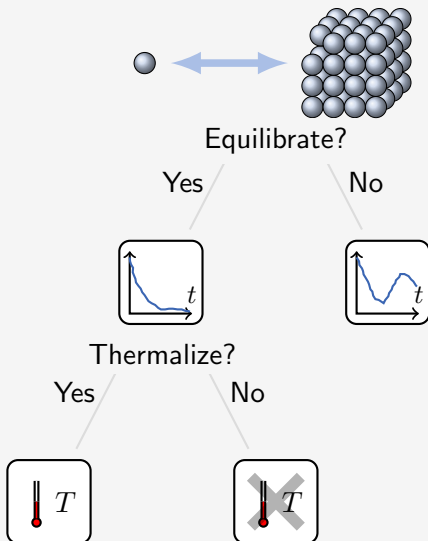 Equilibrate?
Yes No
t t
Thermalize?
Yes No
T T